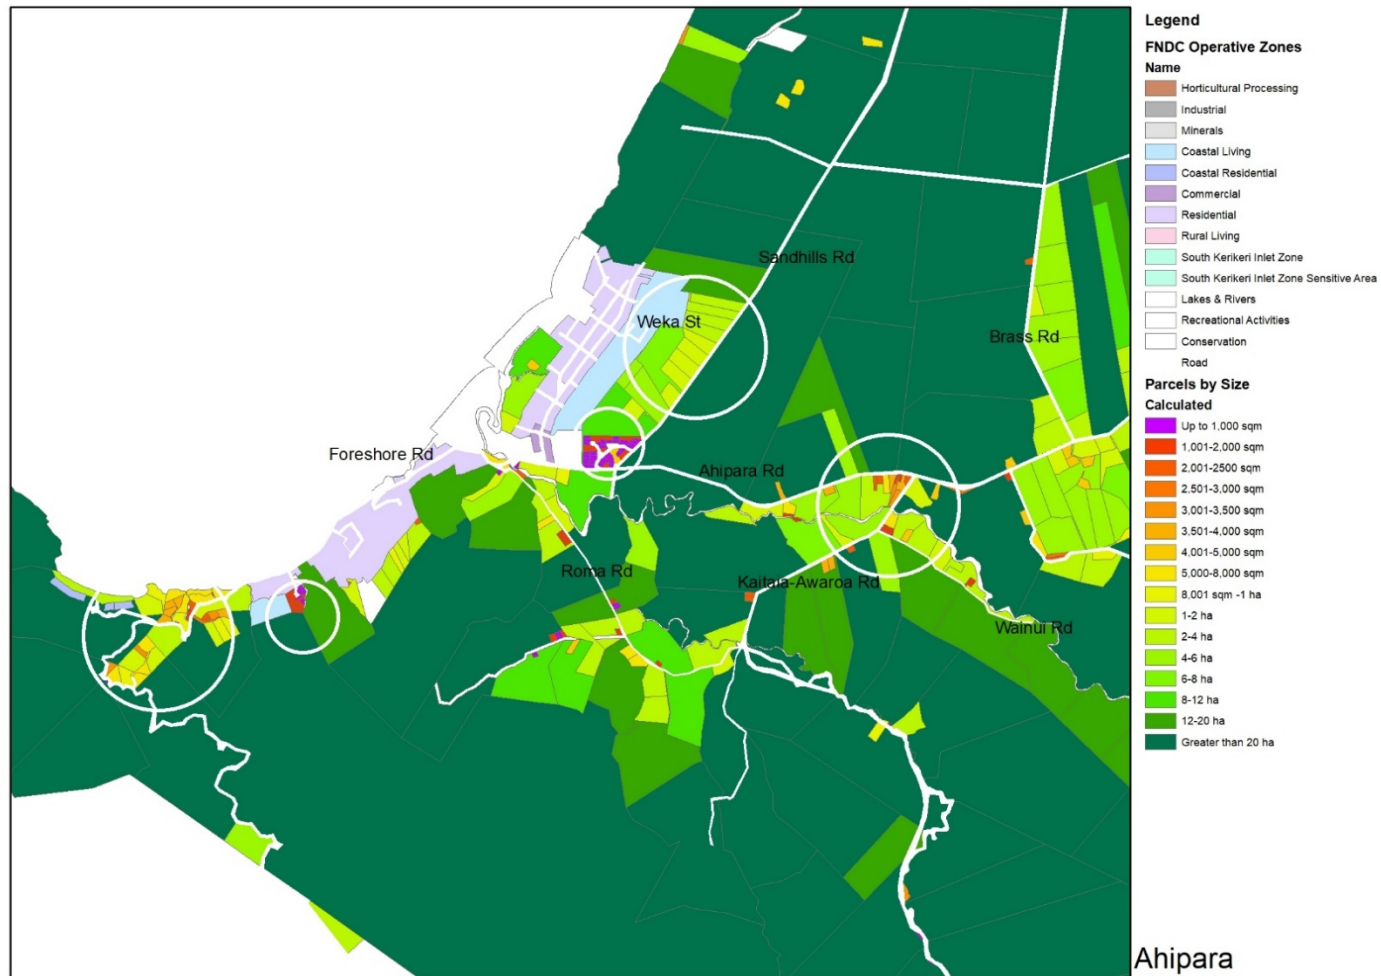 Legend
FNDC Operative Zones
Name
Horticultural Processing
Industrial
Minerals
Coastal Living
Coastal Residential
Commercial
Residential
Rural Living
South Kerikeri Inlet Zone
South Kerikeri Inlet Zone Sensitive Area
Lakes & Rivers
Recreational Activities
Conservation
Road
Parcels by Size
Calculated
Up to 1,000 sqm
1,001-2,000 sqm
2.001-2500 sqm
2.501-3,000 sqm
3.001-3,500 sqm
3.501-4,000 sqm
4.001-5,000 sqm
5,000-8,000 sqm
8,001 sqm -1 ha
1-2 ha
2-4 ha
4-6 ha
6-8 ha
8-12 ha
12-20 ha
Greater than 20 ha
Sandhills Rd
Weka St
Brass Rd
Foreshore Rd
Ahipara Rd
Roma Rd
Kaitaia-Awaroa Rd
Wainui Rd
Ahipara